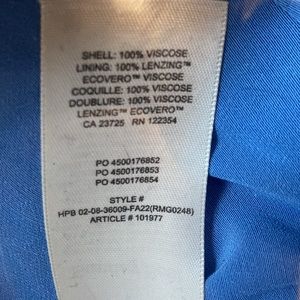 SHELL: 100% VISCOSE
LINING: 100% LENZING™
ECOVERO™ VISCOSE
COQUILLE: 100% VISCOSE
DOUBLURE: 100% VISCOSE
LENZING™ ECOVERO™
CA 23725 RN 122354
PO 4500176852
PO 4500176853
PO 4500176854
STYLE #
HPB 02-08-36009-FA22(RMG0248)
ARTICLE # 101977